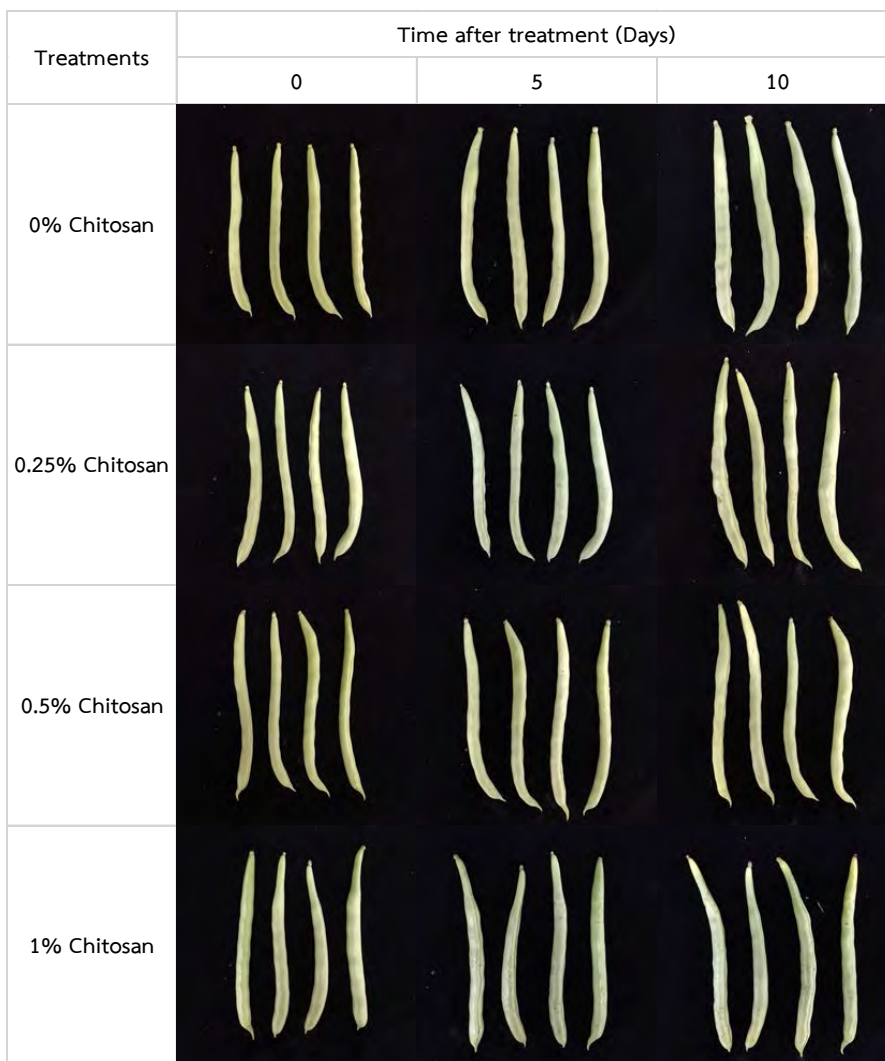 Treatments
Time after treatment (Days)
0
5
10
0% Chitosan
0.25% Chitosan
0.5% Chitosan
1% Chitosan